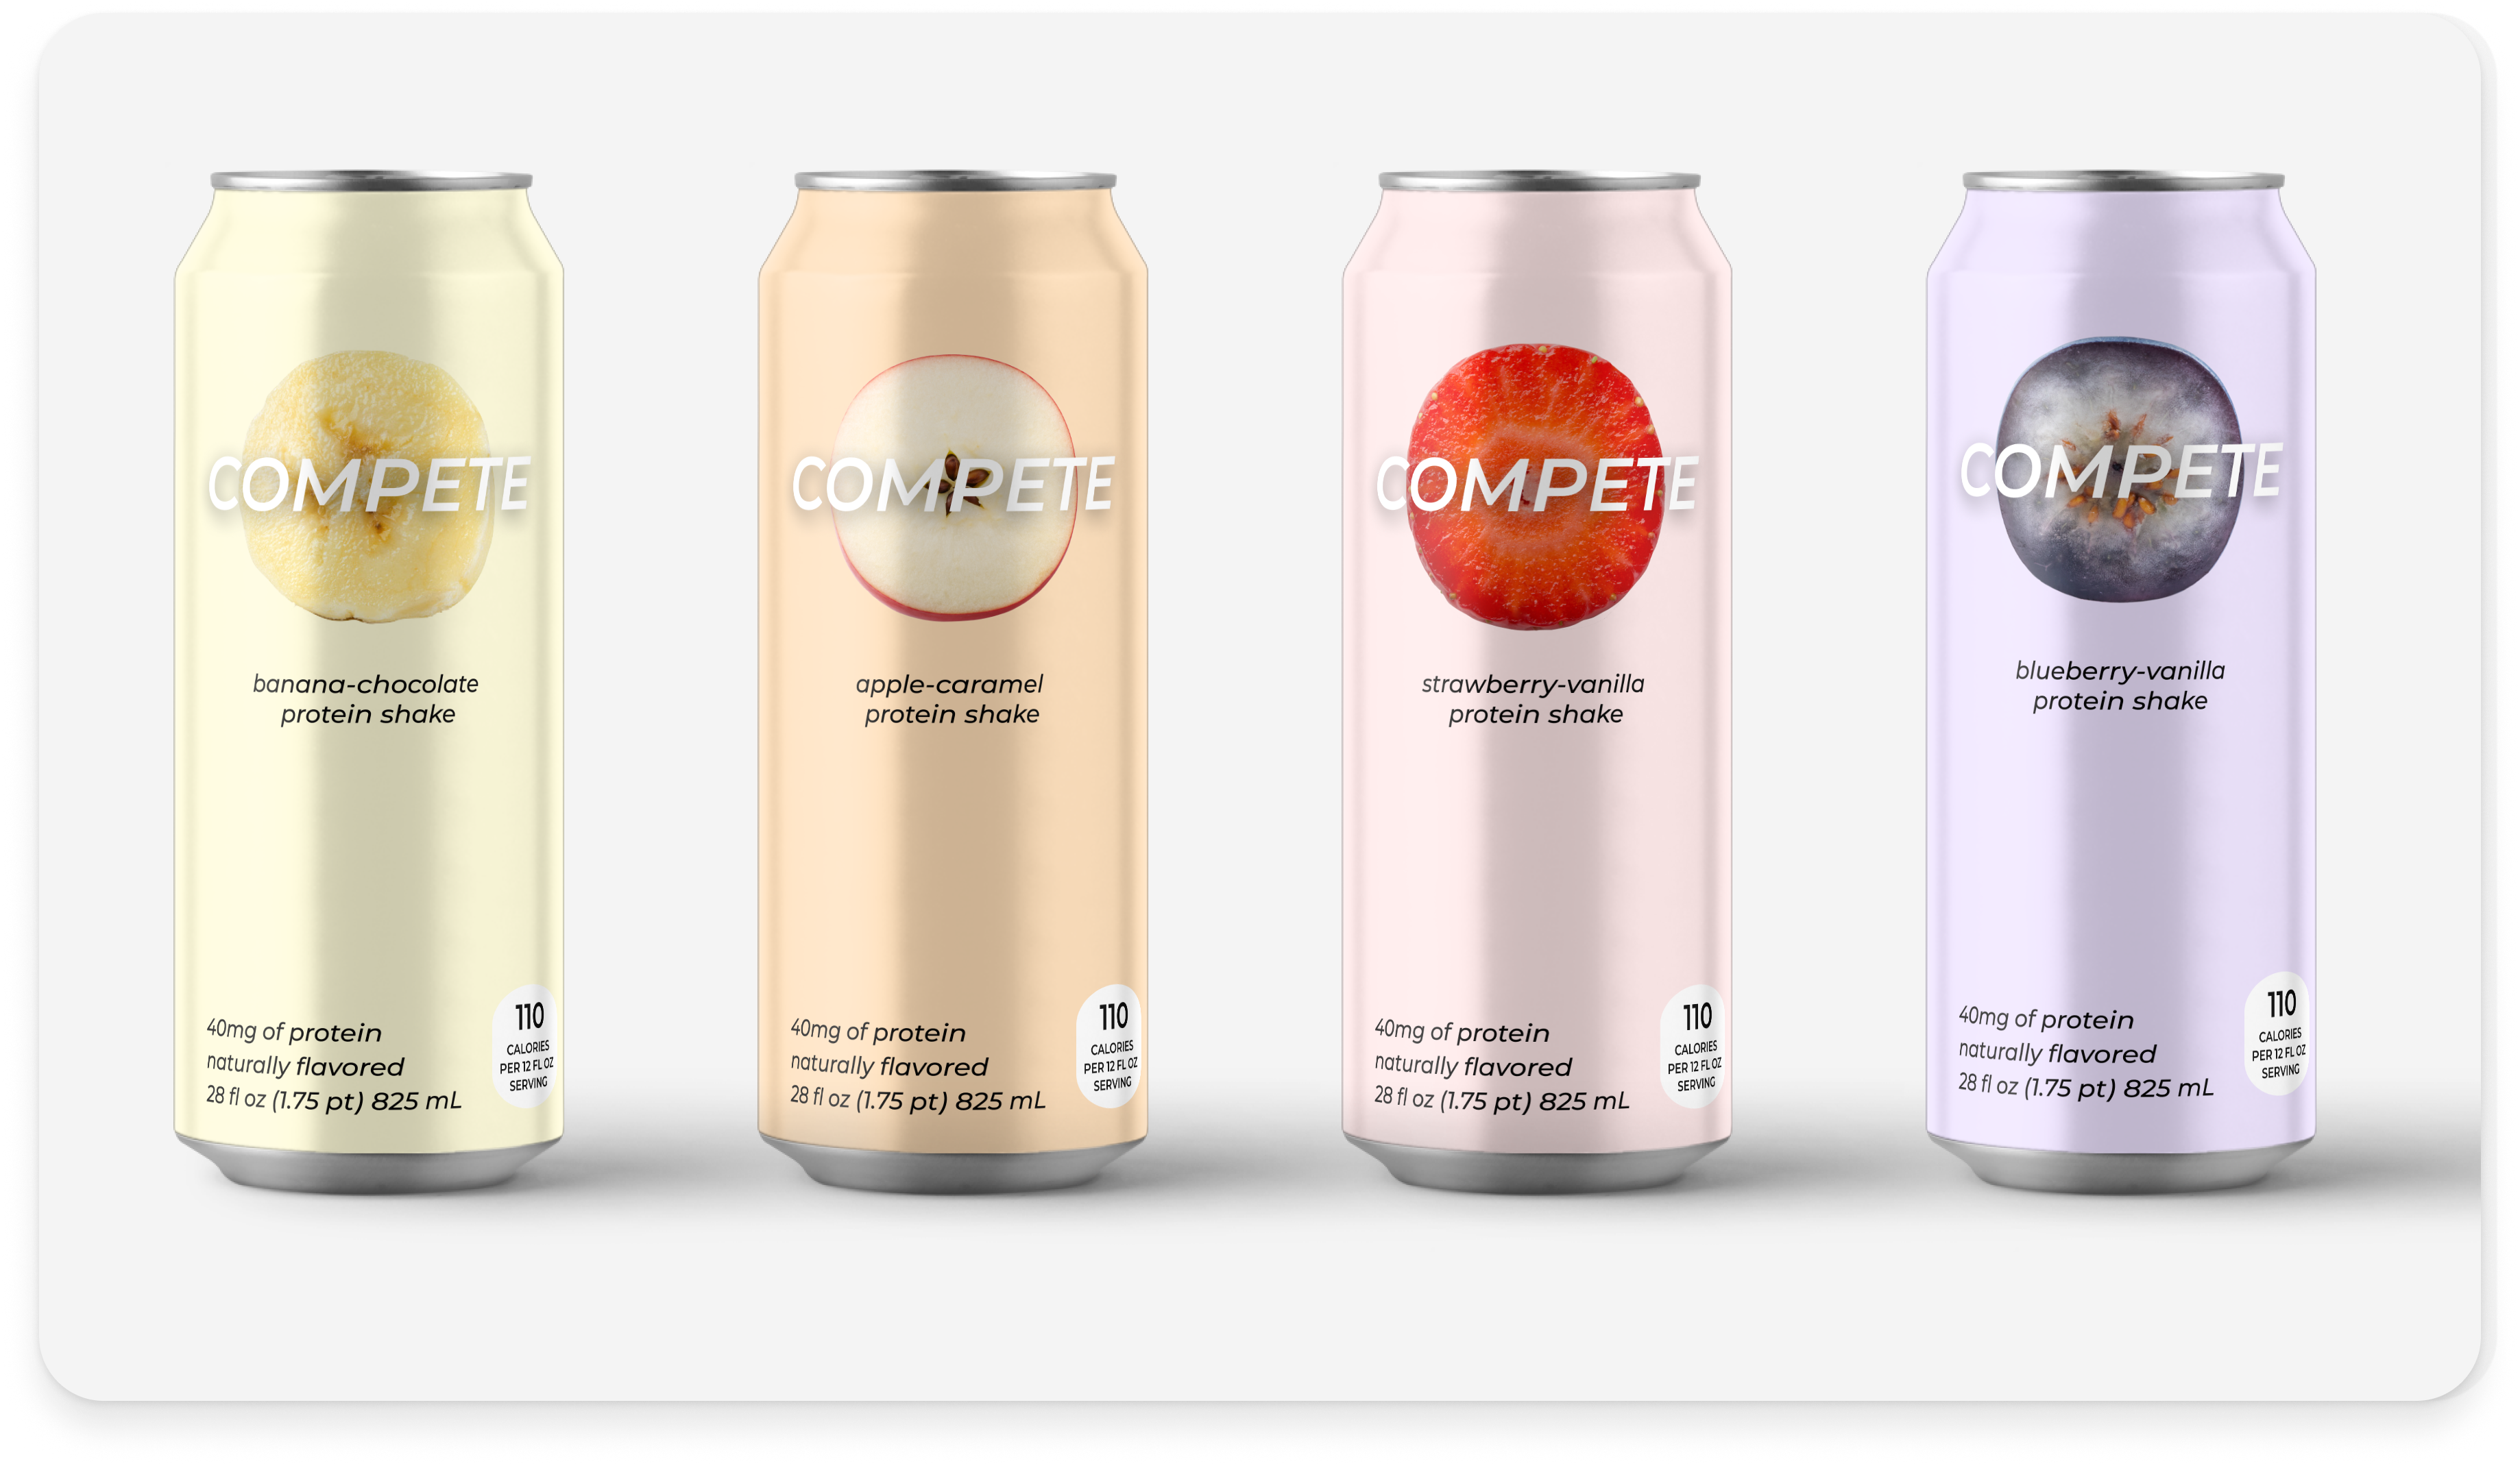 COMPETE
banana-chocolate
protein shake
40mg of protein
naturally flavored
28 fl oz (1.75 pt) 825 mL
110
CALORIES
PER 12 FL OZ
SERVING
COMPETE
apple-caramel
protein shake
40mg of protein
naturally flavored
28 fl oz (1.75 pt) 825 mL
110
CALORIES
PER 12 FL OZ
SERVING
COMPETE
strawberry-vanilla
protein shake
40mg of protein
naturally flavored
28 fl oz (1.75 pt) 825 mL
110
CALORIES
PER 12 FL OZ
SERVING
COMPETE
blueberry-vanilla
protein shake
40mg of protein
naturally flavored
28 fl oz (1.75 pt) 825 mL
110
CALORIES
PER 12 FL OZ
SERVING